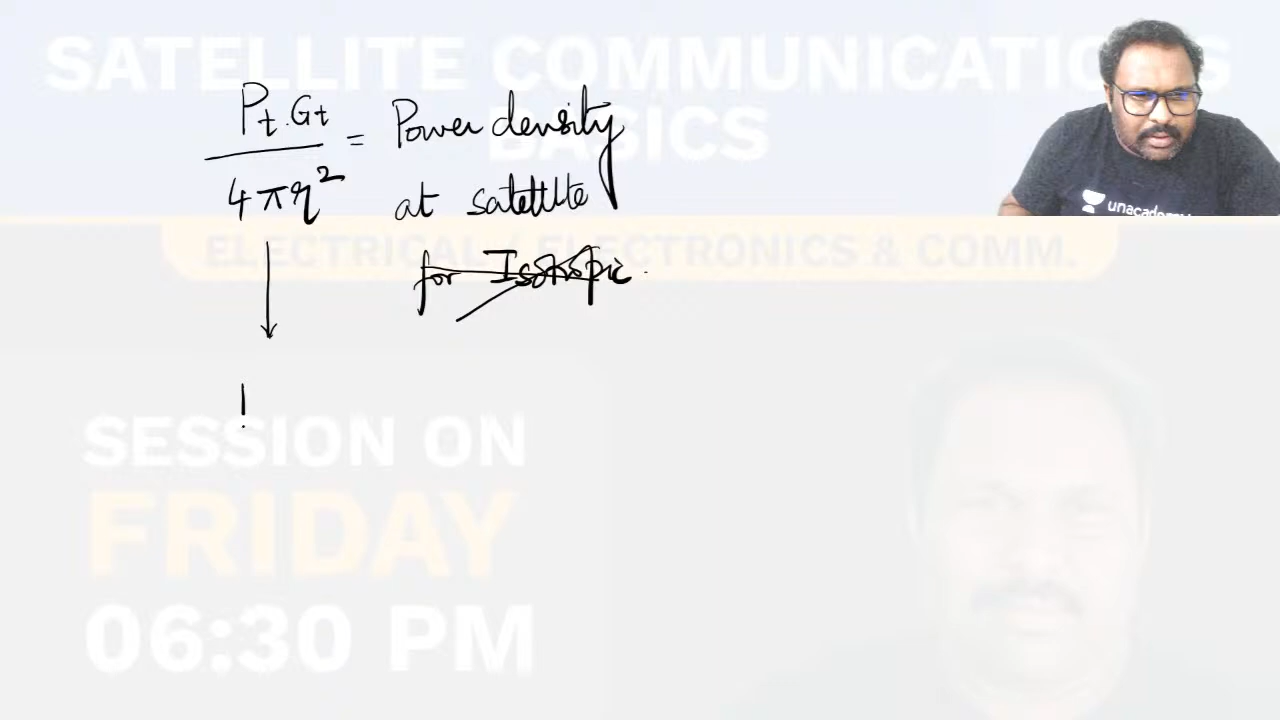 SATELLITE COMMUNICATIONS
BASICS
Pt.Gt
4πr² = Power density
at satellite
for Isotropic.
ELECTRICAL / ELECTRONICS & COMM.
unacademy
SESSION ON
FRIDAY
06:30 PM